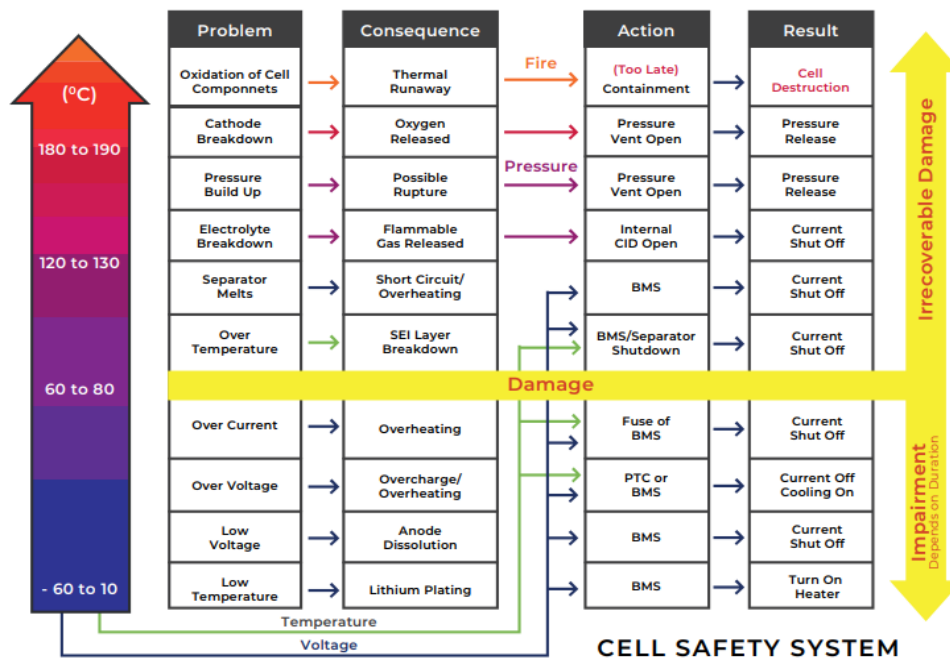 Problem
Consequence
Action
Result
(ºC)
180 to 190
120 to 130
60 to 80
- 60 to 10
Oxidation of Cell
Componnets
Thermal
Runaway
Fire
(Too Late)
Containment
Cell
Destruction
Cathode
Breakdown
Oxygen
Released
Pressure
Vent Open
Pressure
Release
Pressure
Build Up
Possible
Rupture
Pressure
Pressure
Vent Open
Pressure
Release
Electrolyte
Breakdown
Flammable
Gas Released
Internal
CID Open
Current
Shut Off
Separator
Melts
Short Circuit/
Overheating
BMS
Current
Shut Off
Over
Temperature
SEI Layer
Breakdown
BMS/Separator
Shutdown
Current
Shut Off
Damage
Over Current
Overheating
Fuse of
BMS
Current
Shut Off
Over Voltage
Overcharge/
Overheating
PTC or
BMS
Current Off
Cooling On
Low
Voltage
Anode
Dissolution
BMS
Current
Shut Off
Low
Temperature
Lithium Plating
BMS
Turn On
Heater
Irrecoverable Damage
Impairment
Depends on Duration
Temperature
Voltage
CELL SAFETY SYSTEM